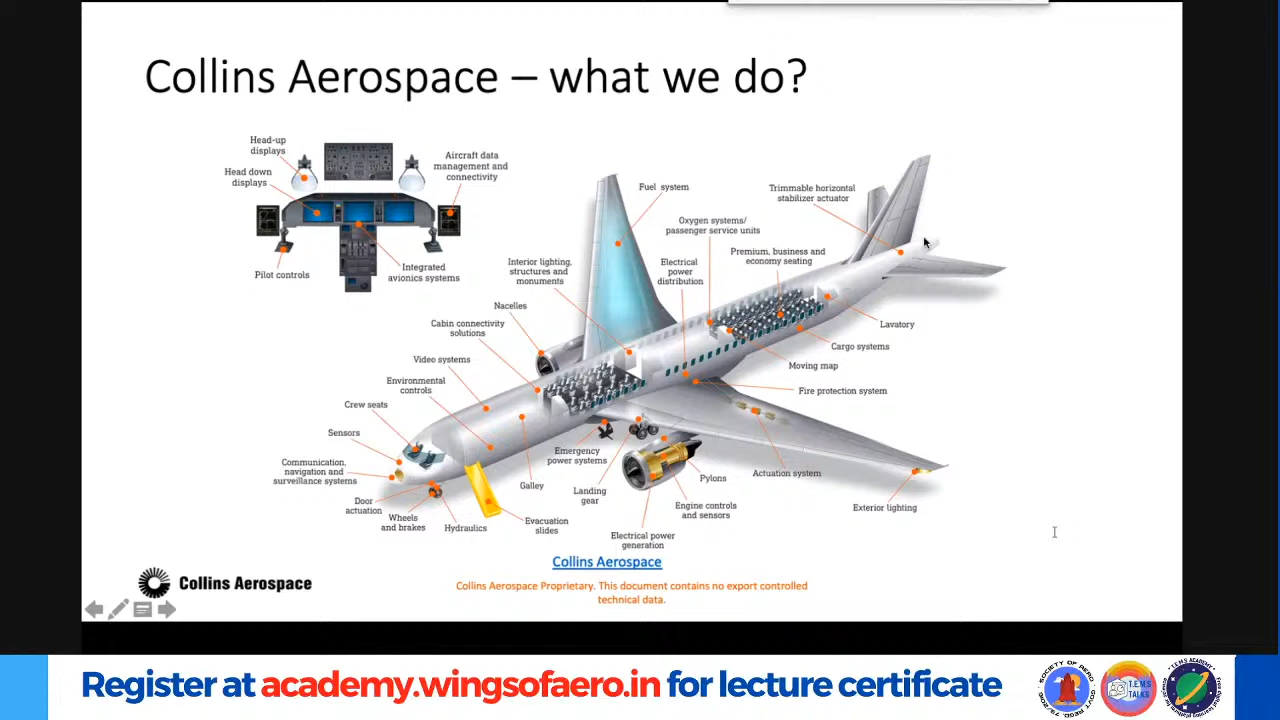 Collins Aerospace – what we do?
Head-up
displays
Head down
displays
Aircraft data
management and
connectivity
Pilot controls
Integrated
avionics systems
Fuel system
Trimmable horizontal
stabilizer actuator
Oxygen systems/
passenger service units
Premium, business and
economy seating
Electrical
power
distribution
Interior lighting,
structures and
monuments
Nacelles
Cabin connectivity
solutions
Video systems
Environmental
controls
Crew seats
Sensors
Communication,
navigation and
surveillance systems
Door
actuation
Wheels
and brakes
Hydraulics
Evacuation
slides
Galley
Emergency
power systems
Landing
gear
Electrical power
generation
Engine controls
and sensors
Pylons
Actuation system
Exterior lighting
Fire protection system
Moving map
Cargo systems
Lavatory
Collins Aerospace
Collins Aerospace
Collins Aerospace Proprietary. This document contains no export controlled
technical data.
Register at academy.wingsofaero.in for lecture certificate
T.E.M.S
TALKS